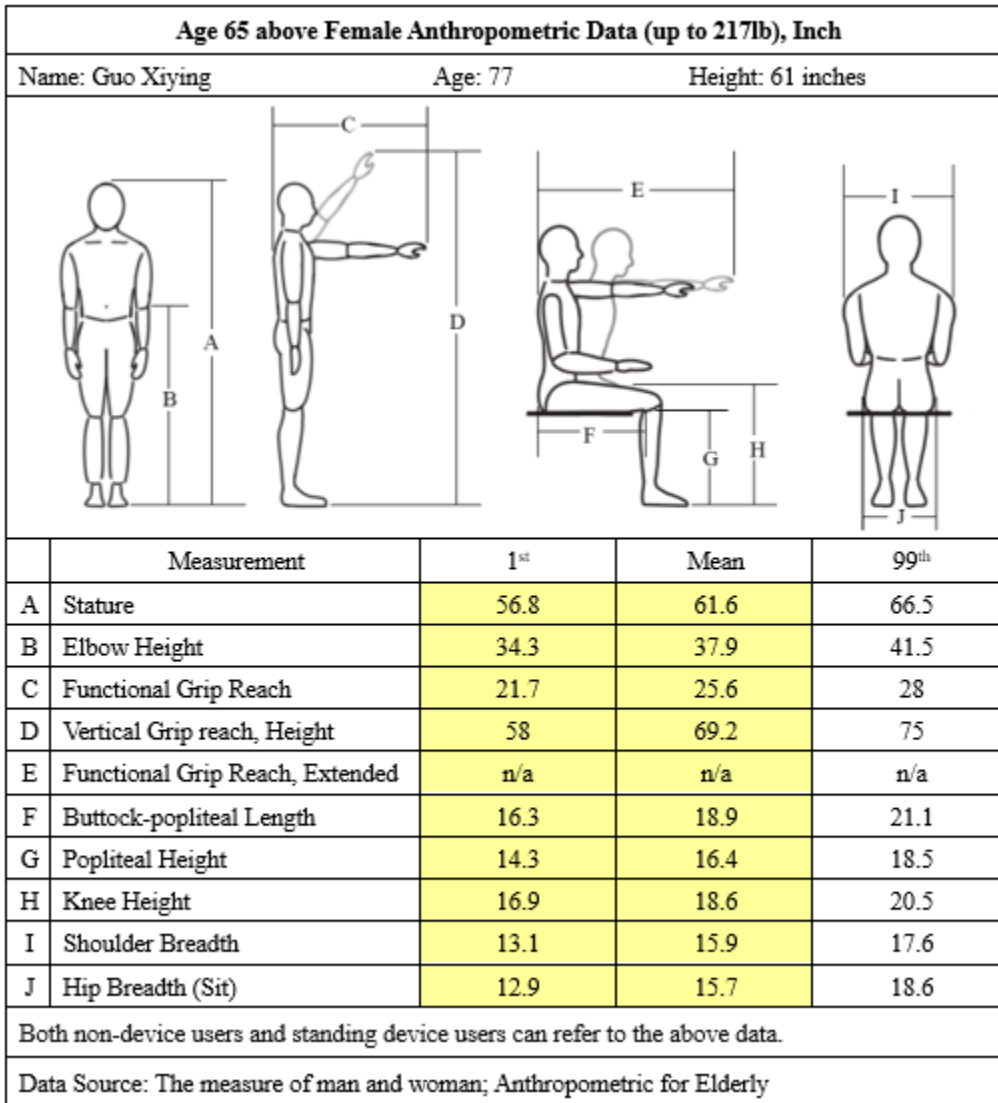 Age 65 above Female Anthropometric Data (up to 217lb), Inch
Name: Guo Xiying Age: 77 Height: 61 inches
C
E
I
A
D
B
F
G
H
J
Measurement 1st Mean 99th
A Stature 56.8 61.6 66.5
B Elbow Height 34.3 37.9 41.5
C Functional Grip Reach 21.7 25.6 28
D Vertical Grip reach, Height 58 69.2 75
E Functional Grip Reach, Extended n/a n/a n/a
F Buttock-popliteal Length 16.3 18.9 21.1
G Popliteal Height 14.3 16.4 18.5
H Knee Height 16.9 18.6 20.5
I Shoulder Breadth 13.1 15.9 17.6
J Hip Breadth (Sit) 12.9 15.7 18.6
Both non-device users and standing device users can refer to the above data.
Data Source: The measure of man and woman; Anthropometric for Elderly